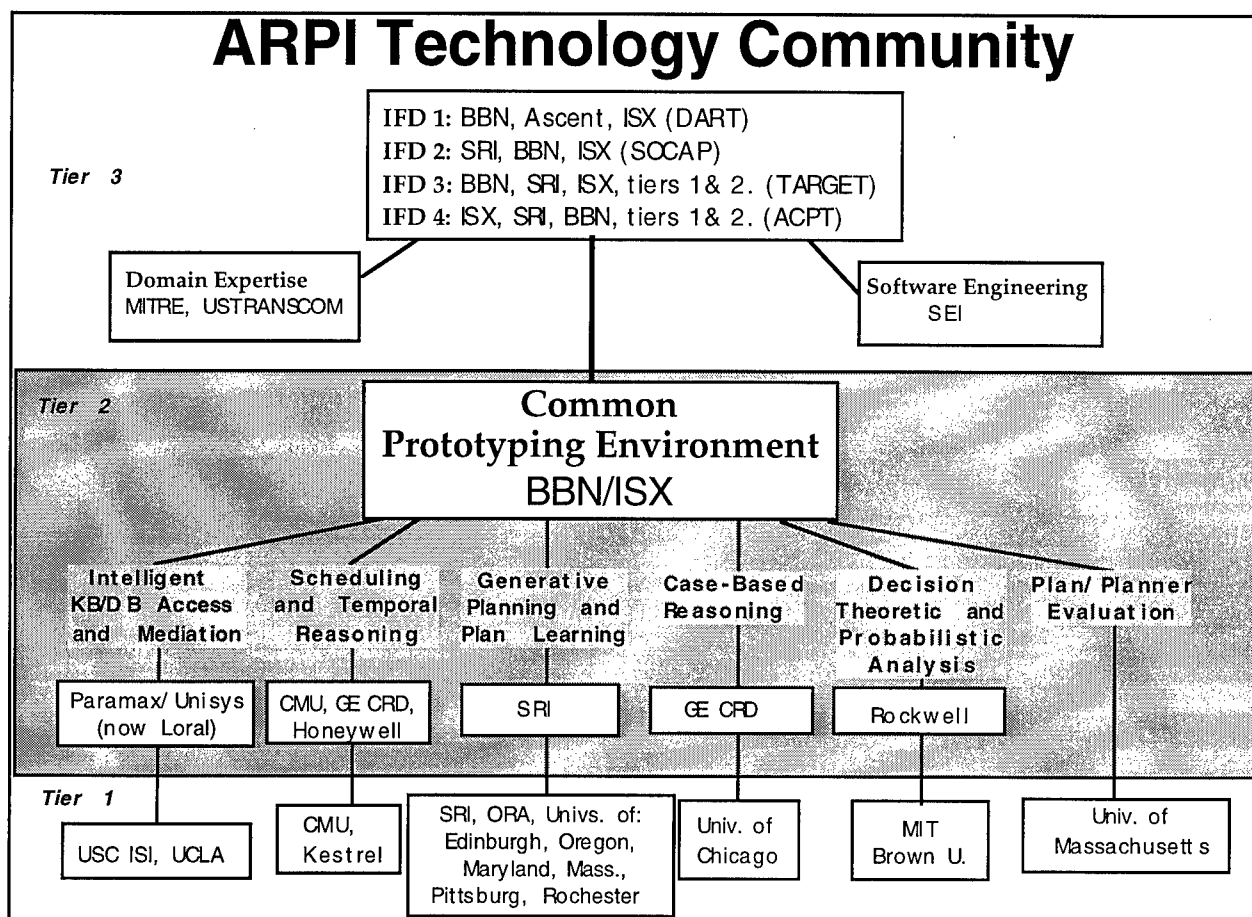 ARPI Technology Community
IFD 1: BBN, Ascent, ISX (DART)
IFD 2: SRI, BBN, ISX (SOCAP)
IFD 3: BBN, SRI, ISX, tiers 1 & 2. (TARGET)
IFD 4: ISX, SRI, BBN, tiers 1 & 2. (ACPT)
Tier 3
Domain Expertise
MITRE, USTRANSCOM
Software Engineering
SEI
Tier 2
Common
Prototyping Environment
BBN/ISX
Intelligent
KB/DB Access
and Mediation
Scheduling
and Temporal
Reasoning
Generative
Planning and
Plan Learning
Case-Based
Reasoning
Decision
Theoretic and
Probabilistic
Analysis
Plan/ Planner
Evaluation
Paramax/ Unisys
(now Loral)
CMU, GE CRD,
Honeywell
SRI
GE CRD
Rockwell
Tier 1
USC ISI, UCLA
CMU,
Kestrel
SRI, ORA, Univs. of:
Edinburgh, Oregon,
Maryland, Mass.,
Pittsburg, Rochester
Univ. of
Chicago
MIT
Brown U.
Univ. of
Massachusetts